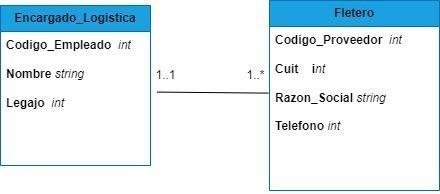 Encargado_Logistica
Codigo_Empleado int
Nombre string
Legajo int
1..1
1..*
Fletero
Codigo_Proveedor int
Cuit int
Razon_Social string
Telefono int